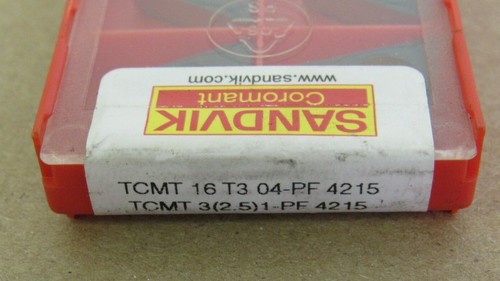 www.sandvik.com
Coromant
SANDVIK
TCMT 16 T3 04-PF 4215
TCMT 3(2.5)1-PF 4215